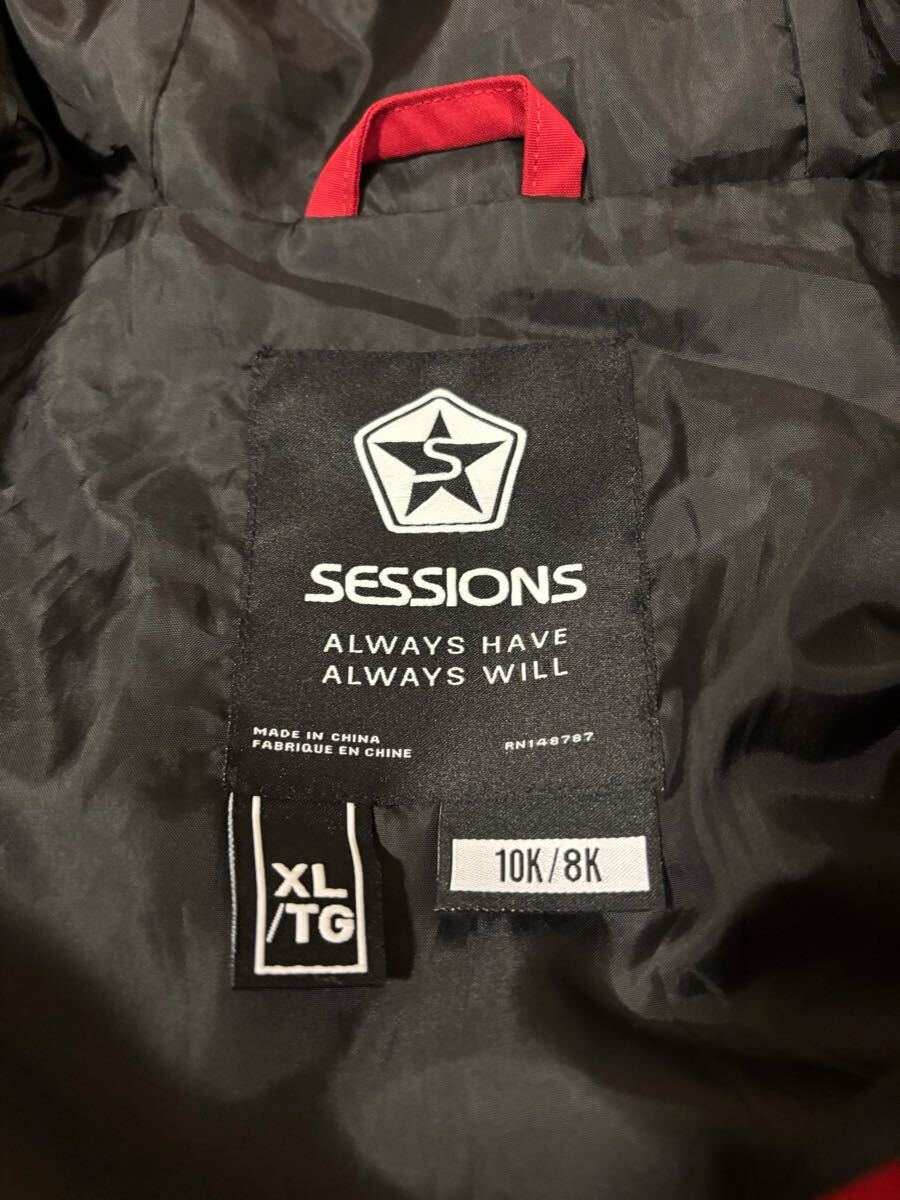 S
SESSIONS
ALWAYS HAVE
ALWAYS WILL
MADE IN CHINA
FABRIQUE EN CHINE
RN148787
XL
/TG
10K/8K